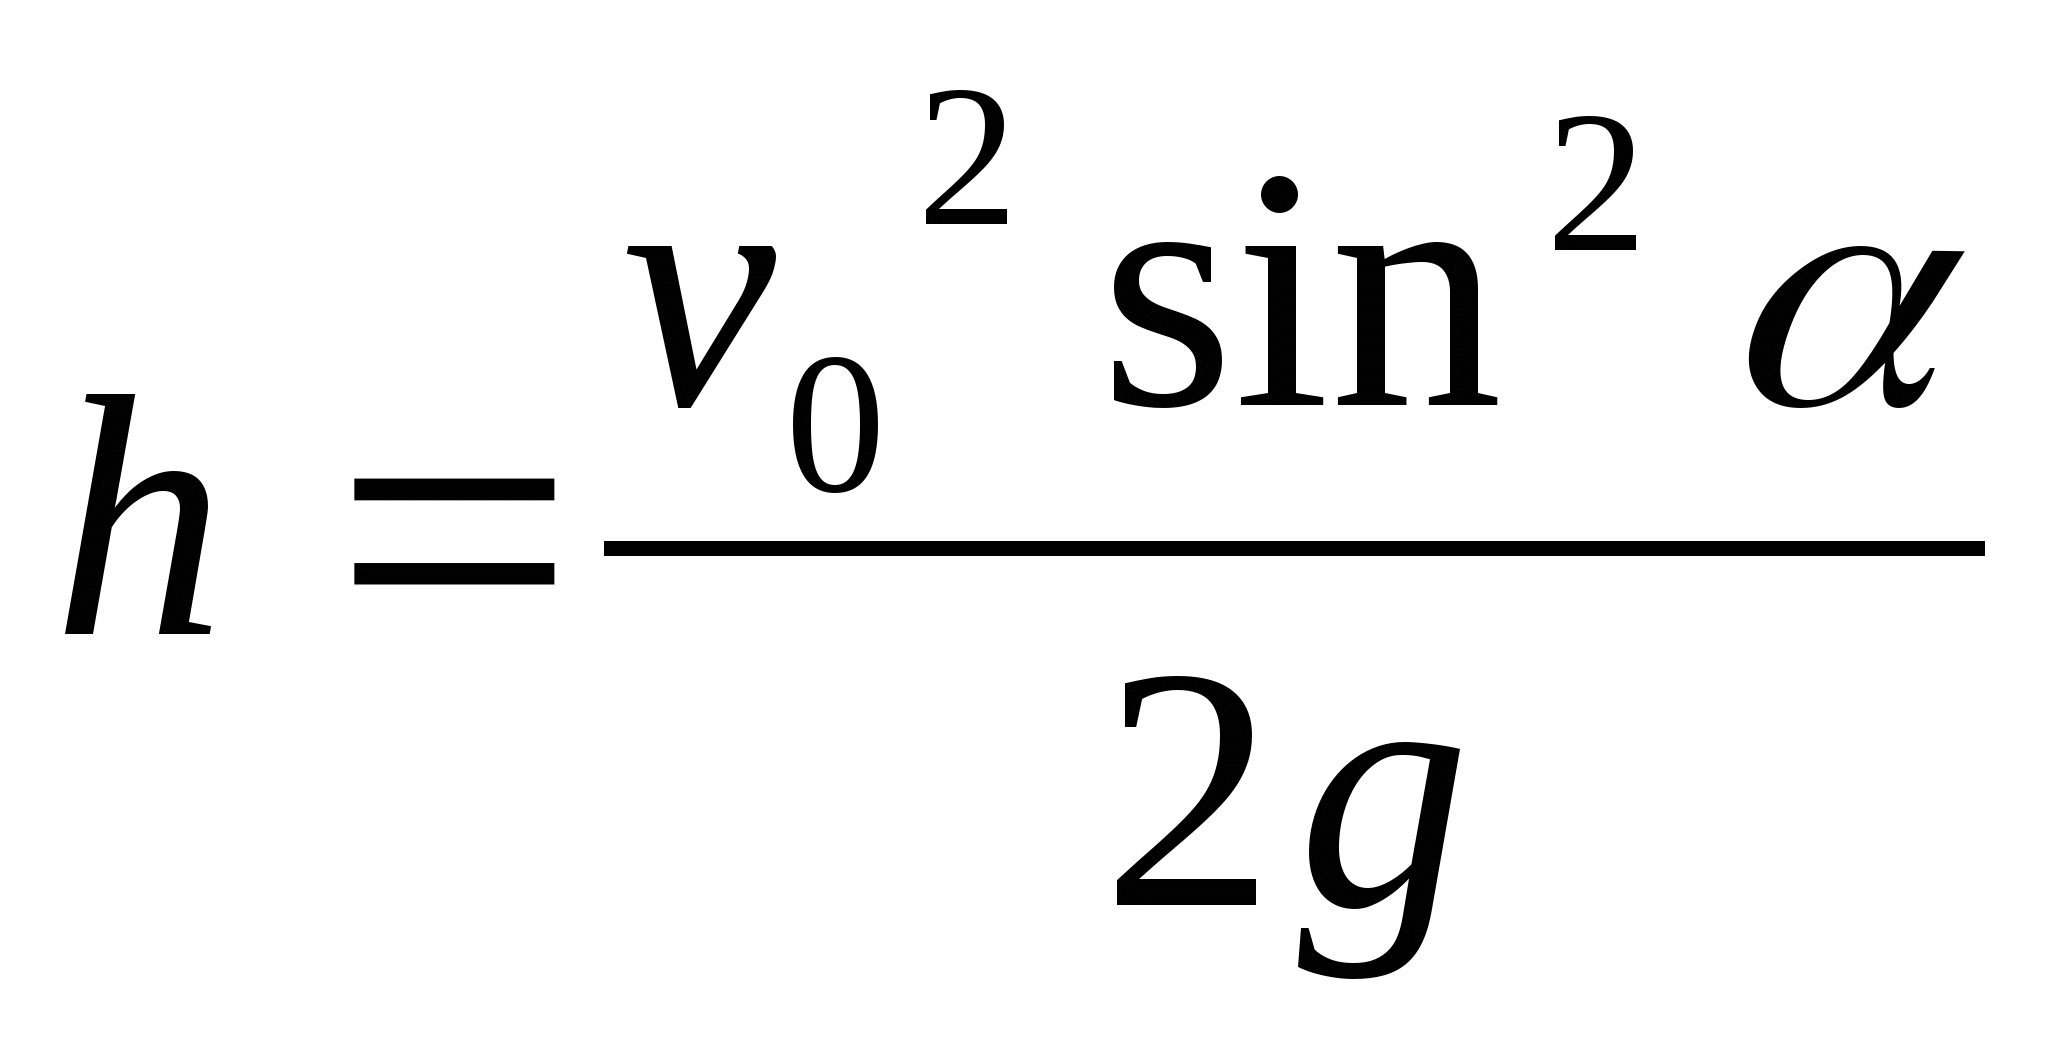 h = v₀² sin² α / 2g